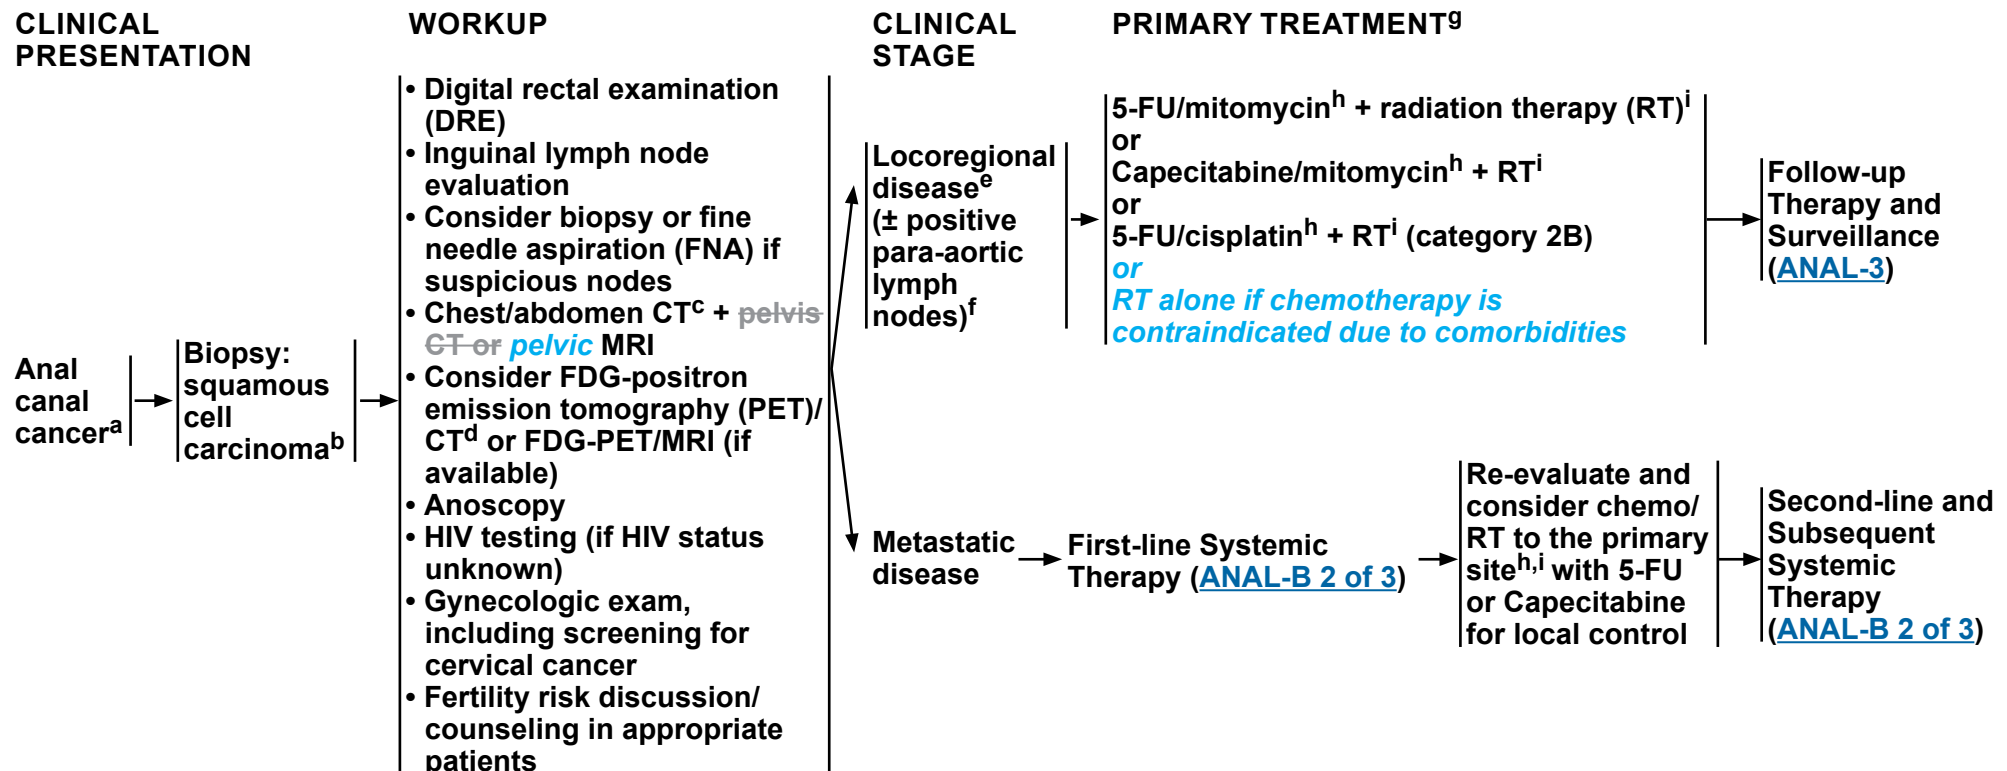 CLINICAL
PRESENTATION
WORKUP
CLINICAL
STAGE
PRIMARY TREATMENTg
Anal
canal
cancera
Biopsy:
squamous
cell
carcinomab
• Digital rectal examination
(DRE)
• Inguinal lymph node
evaluation
• Consider biopsy or fine
needle aspiration (FNA) if
suspicious nodes
• Chest/abdomen CTc + pelvis
CT or pelvic MRI
• Consider FDG-positron
emission tomography (PET)/
CTd or FDG-PET/MRI (if
available)
• Anoscopy
• HIV testing (if HIV status
unknown)
• Gynecologic exam,
including screening for
cervical cancer
• Fertility risk discussion/
counseling in appropriate
patients
Locoregional
diseasee
(± positive
para-aortic
lymph
nodes)f
5-FU/mitomycinh + radiation therapy (RT)i
or
Capecitabine/mitomycinh + RTi
or
5-FU/cisplatinh + RTi (category 2B)
or
RT alone if chemotherapy is
contraindicated due to comorbidities
Follow-up
Therapy and
Surveillance
(ANAL-3)
Metastatic
disease
First-line Systemic
Therapy (ANAL-B 2 of 3)
Re-evaluate and
consider chemo/
RT to the primary
siteh,i with 5-FU
or Capecitabine
for local control
Second-line and
Subsequent
Systemic
Therapy
(ANAL-B 2 of 3)